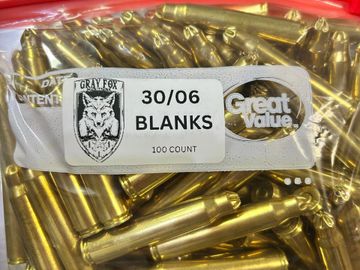 GRAY FOX
30/06
BLANKS
100 COUNT
Great
Value